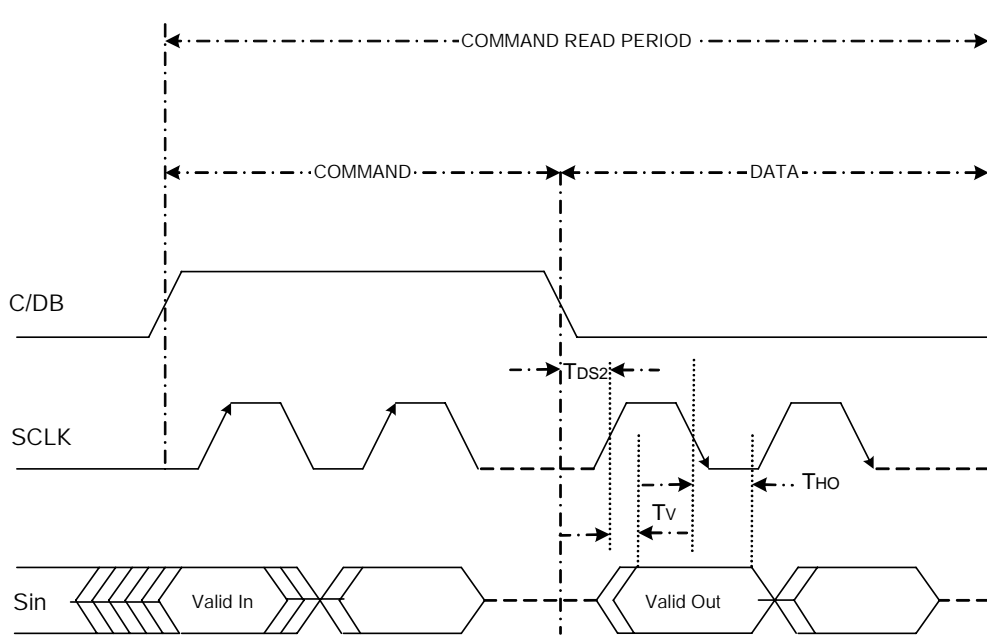 COMMAND READ PERIOD
COMMAND
DATA
C/DB
TDS2
SCLK
THO
TV
Sin
Valid In
Valid Out